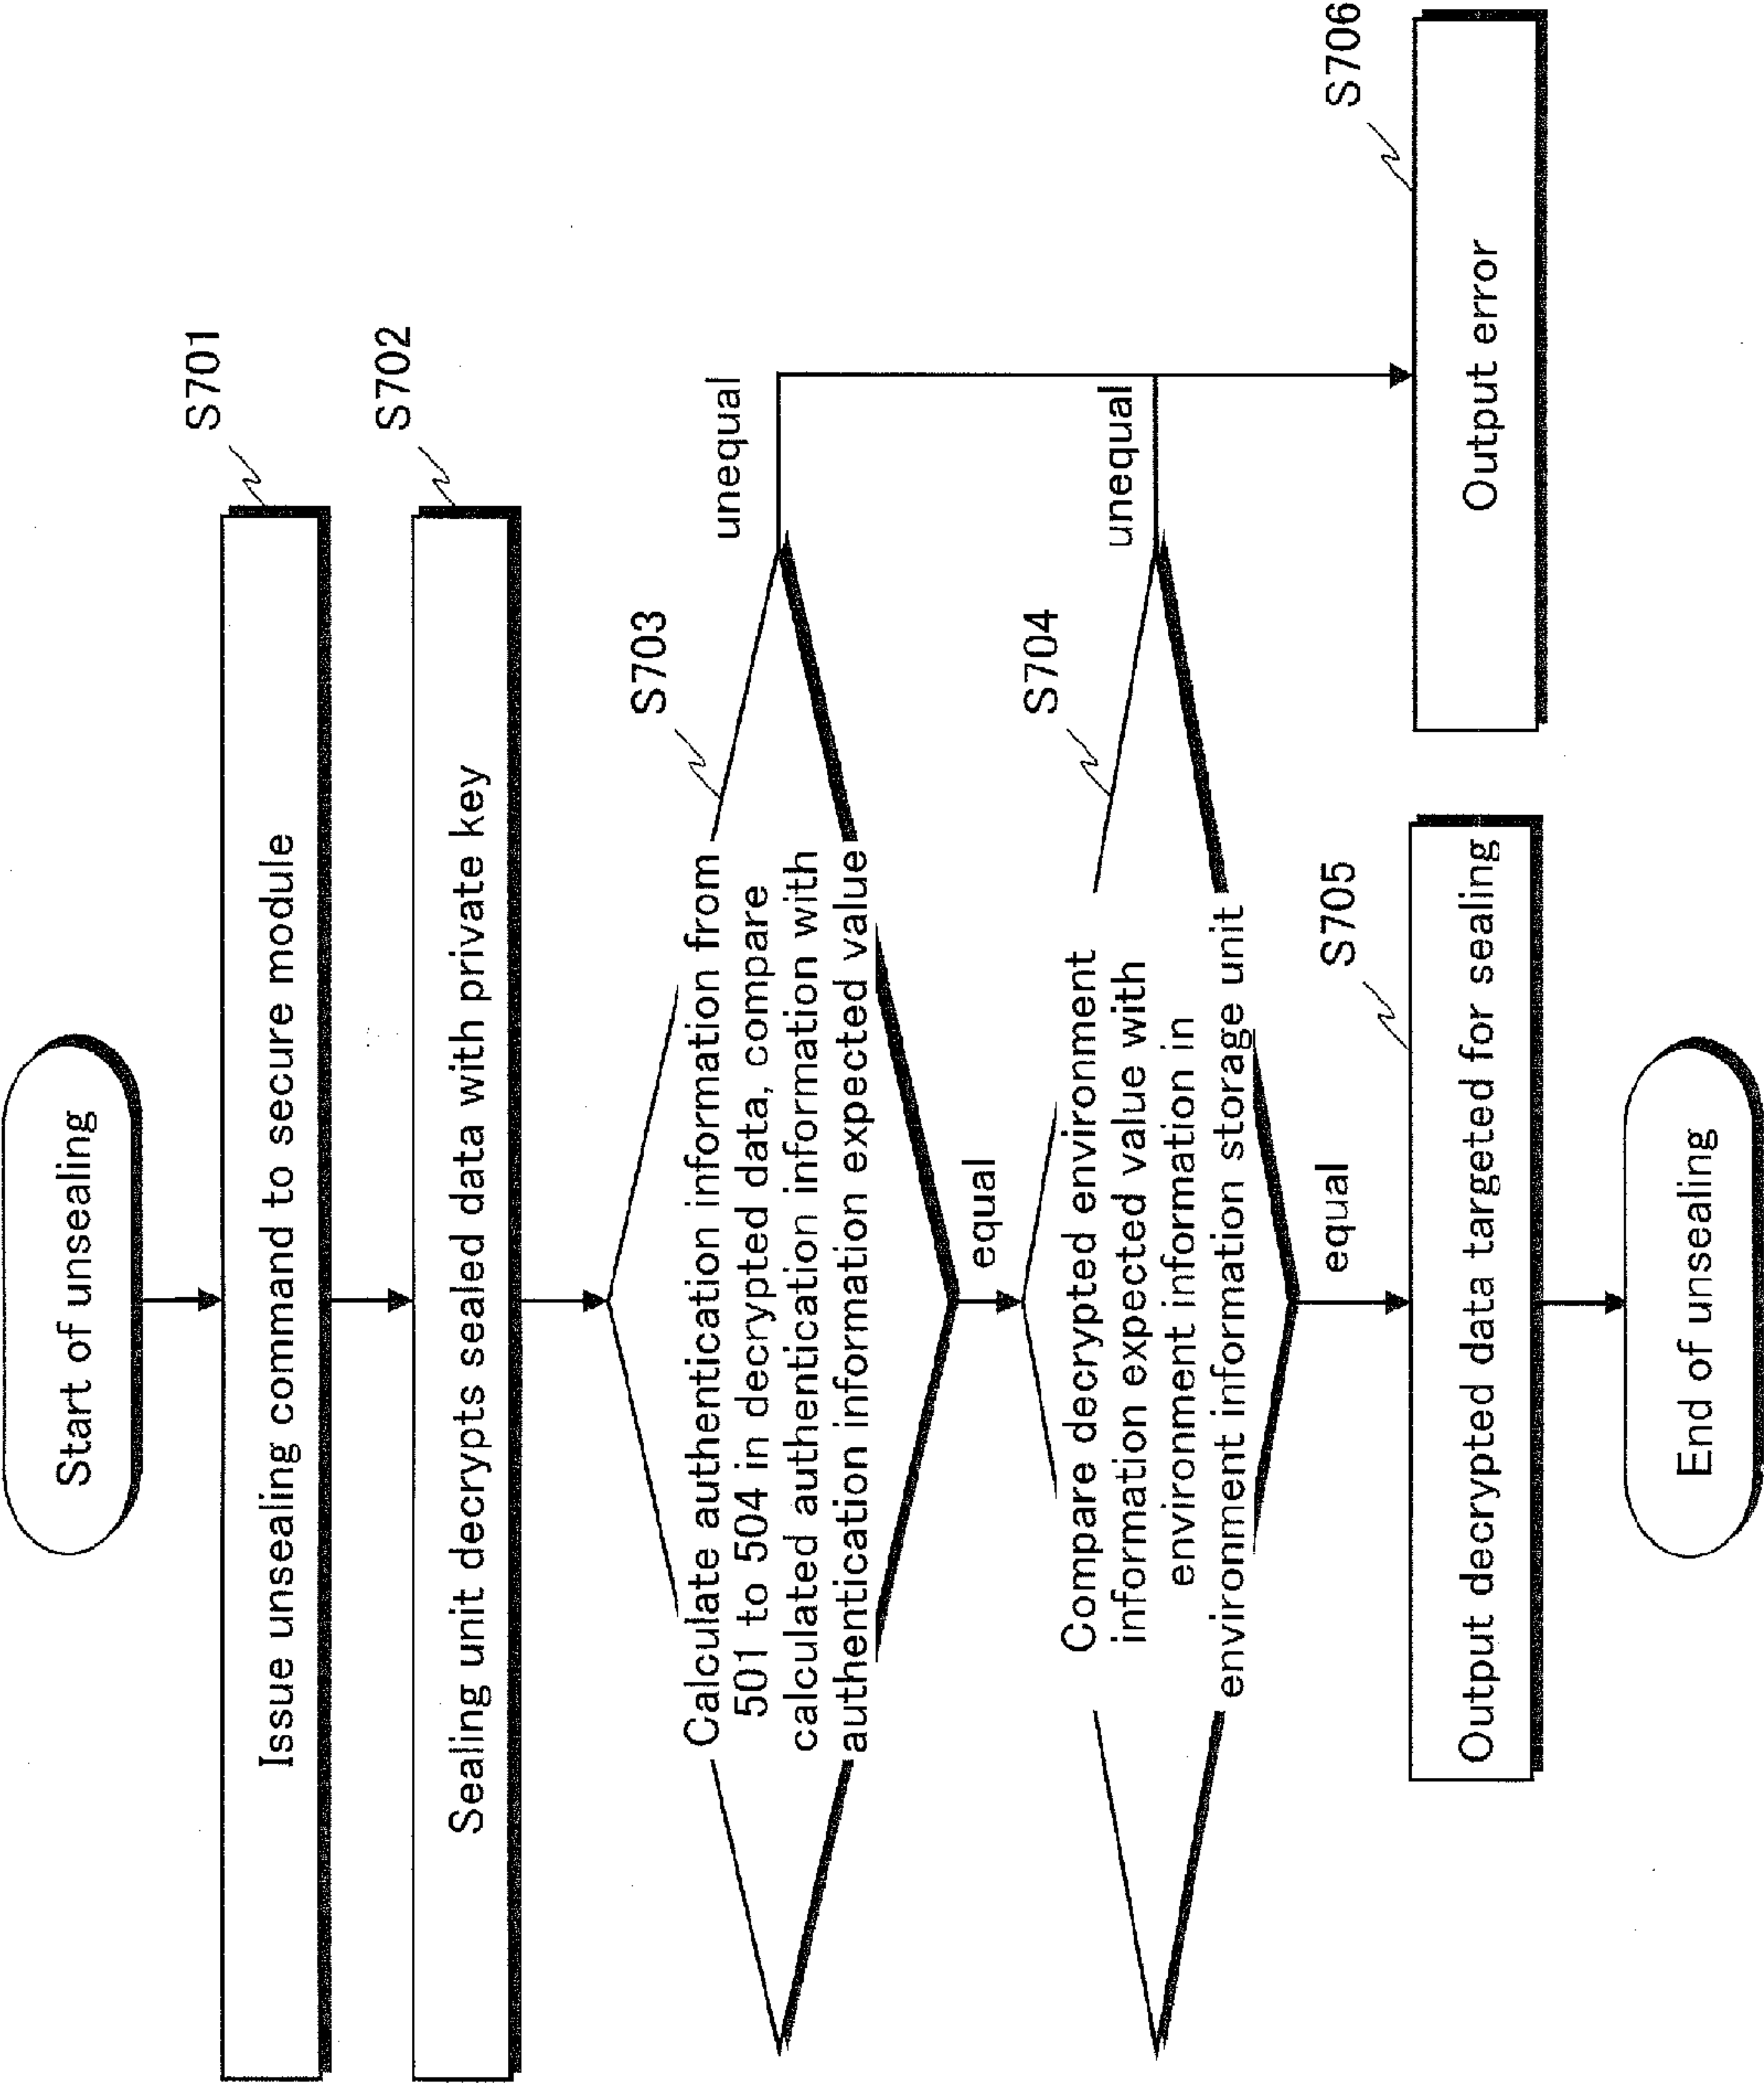 Start of unsealing
S701
Issue unsealing command to secure module
S702
Sealing unit decrypts sealed data with private key
S703
Calculate authentication information from
501 to 504 in decrypted data, compare
calculated authentication information with
authentication information expected value
unequal
equal
S704
Compare decrypted environment
information expected value with
environment information in
environment information storage unit
unequal
equal
S705
Output decrypted data targeted for sealing
S706
Output error
End of unsealing